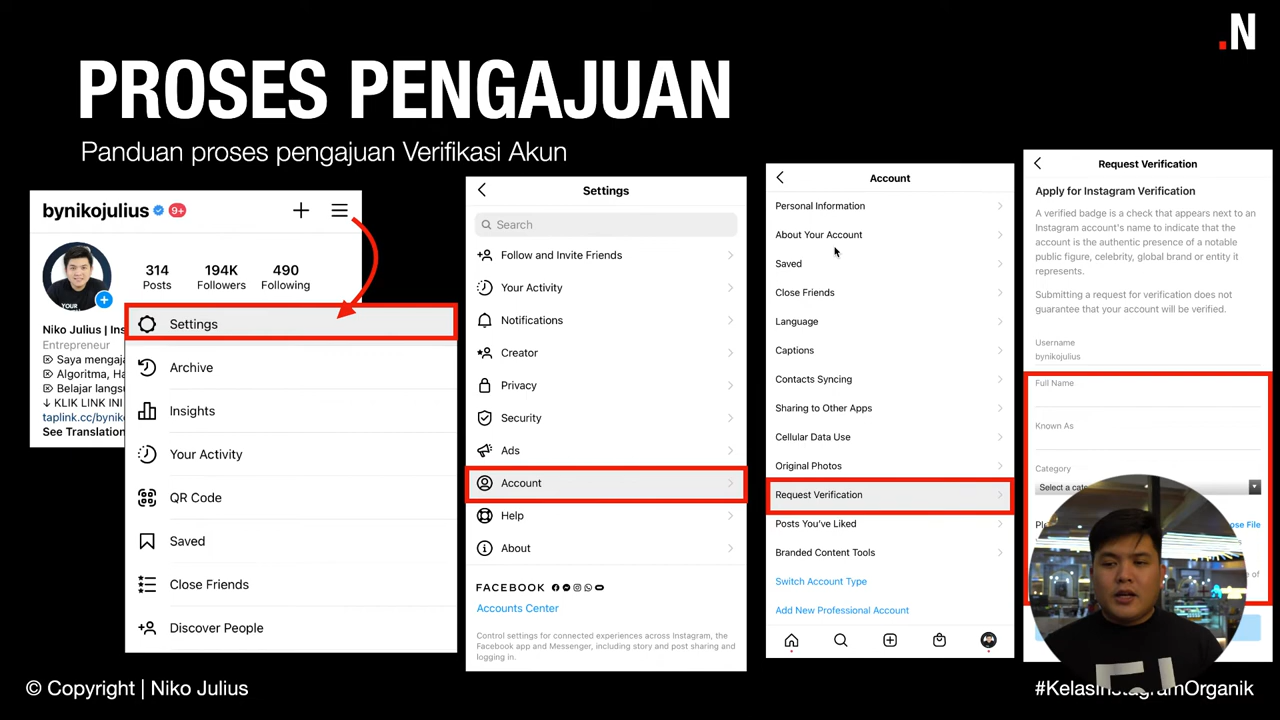 .N
PROSES PENGAJUAN
Panduan proses pengajuan Verifikasi Akun
bynikojulius 9+
314 194K 490
Posts Followers Following
YOUR
Niko Julius | Ins
Entrepreneur
Saya mengaja
Algoritma, Ha
Belajar langsu
↓ KLIK LINK INI
taplink.cc/bynik
See Translation
Settings
Archive
Insights
Your Activity
QR Code
Saved
Close Friends
Discover People
Settings
Search
Follow and Invite Friends
Your Activity
Notifications
Creator
Privacy
Security
Ads
Account
Help
About
FACEBOOK
Accounts Center
Control settings for connected experiences across Instagram, the
Facebook app and Messenger, including story and post sharing and
logging in.
Account
Personal Information
About Your Account
Saved
Close Friends
Language
Captions
Contacts Syncing
Sharing to Other Apps
Cellular Data Use
Original Photos
Request Verification
Posts You've Liked
Branded Content Tools
Switch Account Type
Add New Professional Account
Request Verification
Apply for Instagram Verification
A verified badge is a check that appears next to an
Instagram account's name to indicate that the
account is the authentic presence of a notable
public figure, celebrity, global brand or entity it
represents.
Submitting a request for verification does not
guarantee that your account will be verified.
Username
bynikojulius
Full Name
Known As
Category
Select a cate
ose File
e of
© Copyright | Niko Julius
#KelasInstagramOrganik